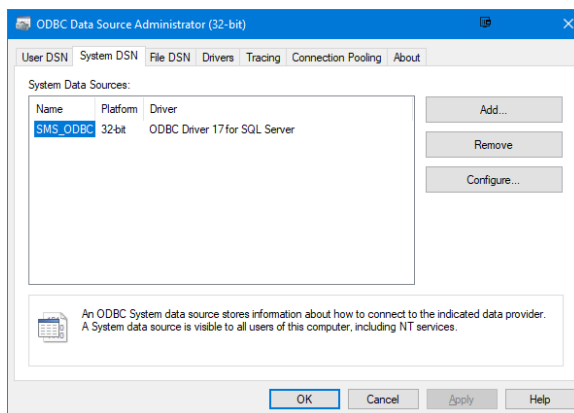 ODBC Data Source Administrator (32-bit)
User DSN System DSN File DSN Drivers Tracing Connection Pooling About
System Data Sources:
Name Platform Driver
SMS_ODBC 32-bit ODBC Driver 17 for SQL Server
Add...
Remove
Configure...
An ODBC System data source stores information about how to connect to the indicated data provider.
A System data source is visible to all users of this computer, including NT services.
OK Cancel Apply Help